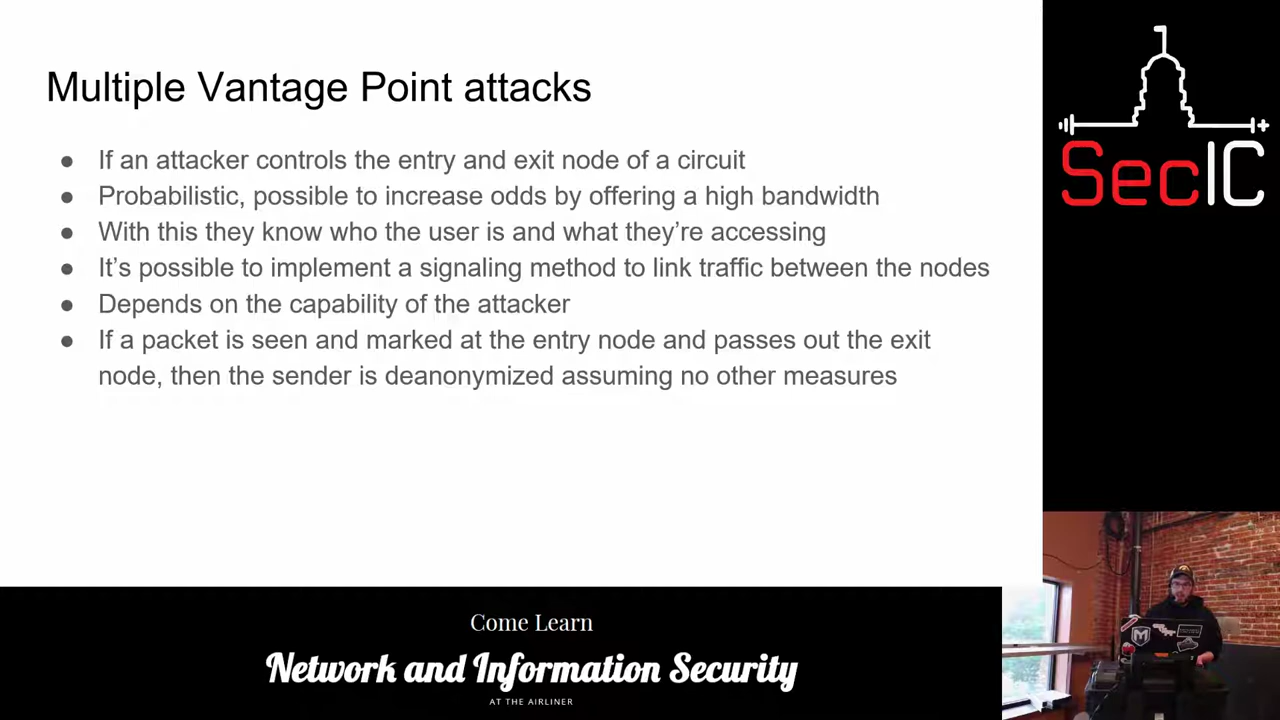 Multiple Vantage Point attacks
● If an attacker controls the entry and exit node of a circuit
● Probabilistic, possible to increase odds by offering a high bandwidth
● With this they know who the user is and what they're accessing
● It's possible to implement a signaling method to link traffic between the nodes
● Depends on the capability of the attacker
● If a packet is seen and marked at the entry node and passes out the exit
node, then the sender is deanonymized assuming no other measures
SecIC
Come Learn
Network and Information Security
AT THE AIRLINER